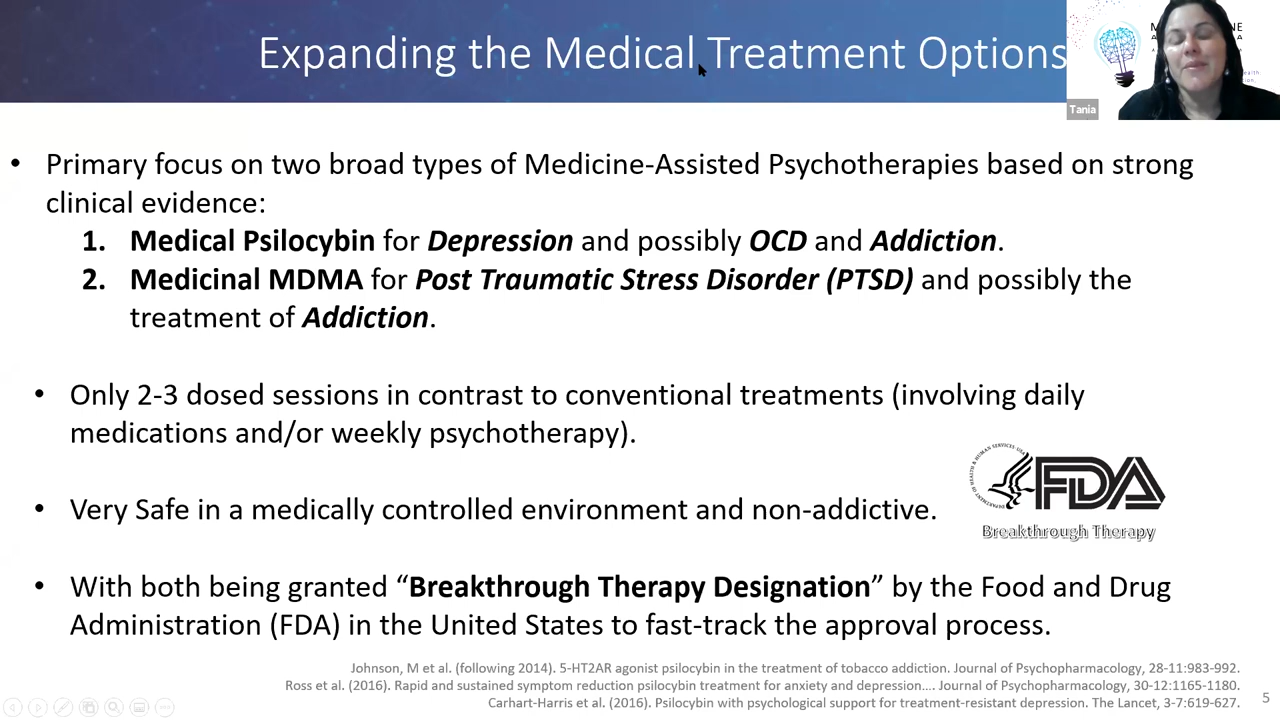 Expanding the Medical Treatment Options
Tania
• Primary focus on two broad types of Medicine-Assisted Psychotherapies based on strong
clinical evidence:
1. Medical Psilocybin for Depression and possibly OCD and Addiction.
2. Medicinal MDMA for Post Traumatic Stress Disorder (PTSD) and possibly the
treatment of Addiction.
• Only 2-3 dosed sessions in contrast to conventional treatments (involving daily
medications and/or weekly psychotherapy).
• Very Safe in a medically controlled environment and non-addictive.
FDA
Breakthrough Therapy
• With both being granted “Breakthrough Therapy Designation” by the Food and Drug
Administration (FDA) in the United States to fast-track the approval process.
Johnson, M et al. (following 2014). 5-HT2AR agonist psilocybin in the treatment of tobacco addiction. Journal of Psychopharmacology, 28-11:983-992.
Ross et al. (2016). Rapid and sustained symptom reduction psilocybin treatment for anxiety and depression…. Journal of Psychopharmacology, 30-12:1165-1180.
Carhart-Harris et al. (2016). Psilocybin with psychological support for treatment-resistant depression. The Lancet, 3-7:619-627.
5